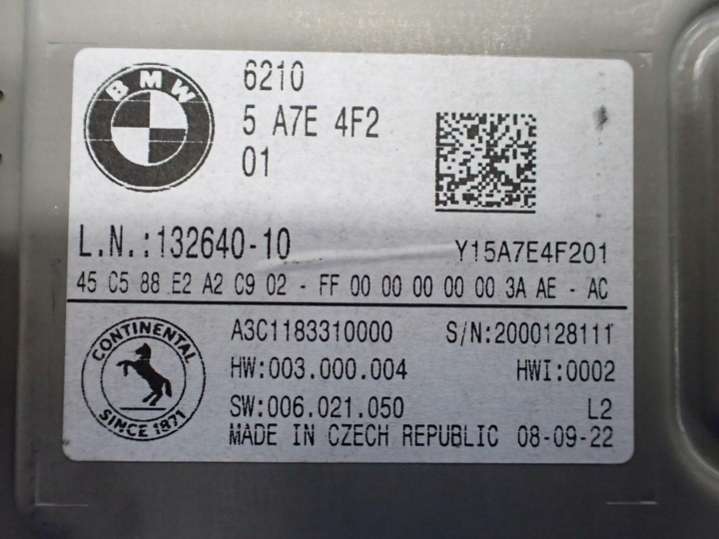 BMW
6210
5 A7E 4F2
01
L.N.:132640-10
Y15A7E4F201
45 C5 88 E2 A2 C9 02 - FF 00 00 00 00 00 3A AE - AC
CONTINENTAL
SINCE 1871
A3C1183310000 S/N:2000128111
HW:003.000.004 HWI:0002
SW:006.021.050 L2
MADE IN CZECH REPUBLIC 08-09-22